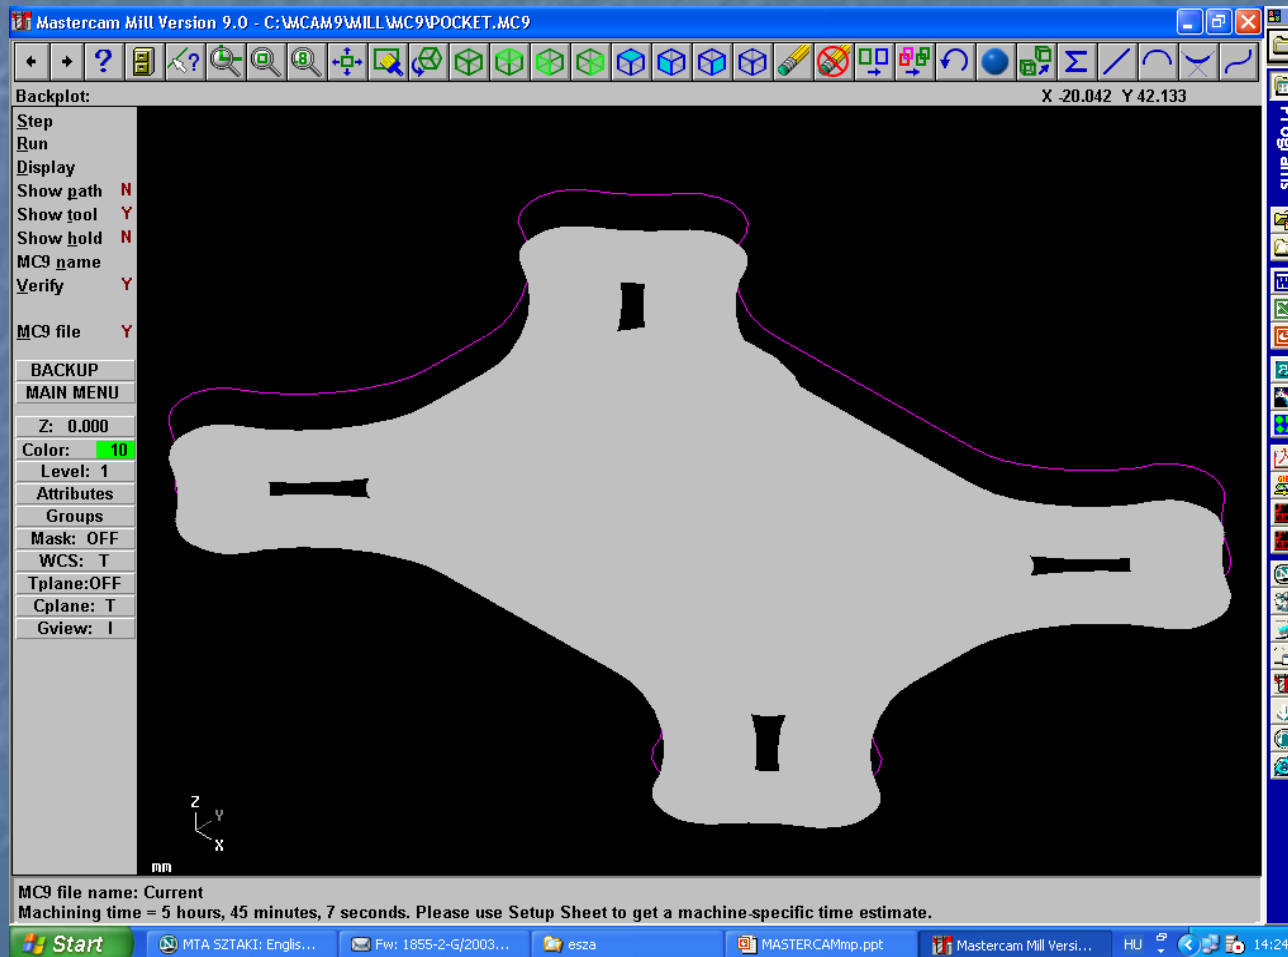 Mastercam Mill Version 9.0 - C:\MCAM9\MILL\MC9\POCKET.MC9
Backplot:
X -20.042 Y 42.133
Step
Run
Display
Show path N
Show tool Y
Show hold N
MC9 name
Verify Y
MC9 file Y
BACKUP
MAIN MENU
Z: 0.000
Color: 10
Level: 1
Attributes
Groups
Mask: OFF
WCS: T
Tplane:OFF
Cplane: T
Gview: I
Programs
Z
Y
X
mm
MC9 file name: Current
Machining time = 5 hours, 45 minutes, 7 seconds. Please use Setup Sheet to get a machine-specific time estimate.
Start
MTA SZTAKI: Englis...
Fw: 1855-2-G/2003...
esza
MASTERCAMmp.ppt
Mastercam Mill Versi...
HU
14:24